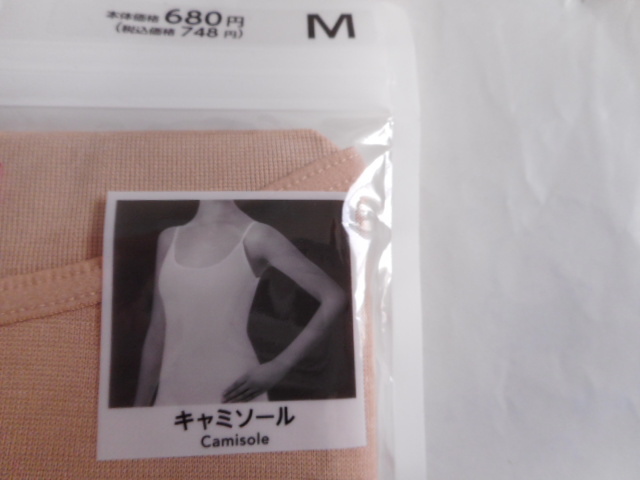 本体価格 680円
(税込価格 748円)
M
キャミソール
Camisole